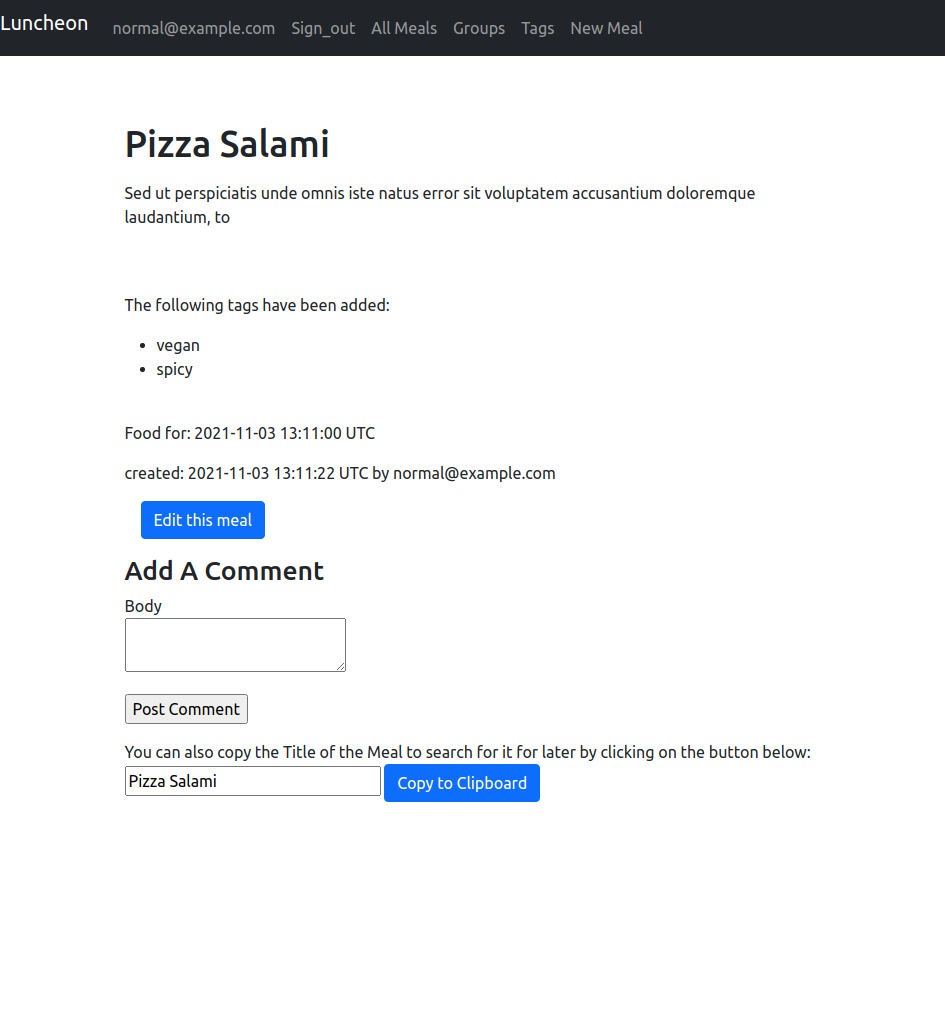 Luncheon normal@example.com Sign_out All Meals Groups Tags New Meal
Pizza Salami
Sed ut perspiciatis unde omnis iste natus error sit voluptatem accusantium doloremque
laudantium, to
The following tags have been added:
• vegan
• spicy
Food for: 2021-11-03 13:11:00 UTC
created: 2021-11-03 13:11:22 UTC by normal@example.com
Edit this meal
Add A Comment
Body
Post Comment
You can also copy the Title of the Meal to search for it for later by clicking on the button below:
Pizza Salami Copy to Clipboard